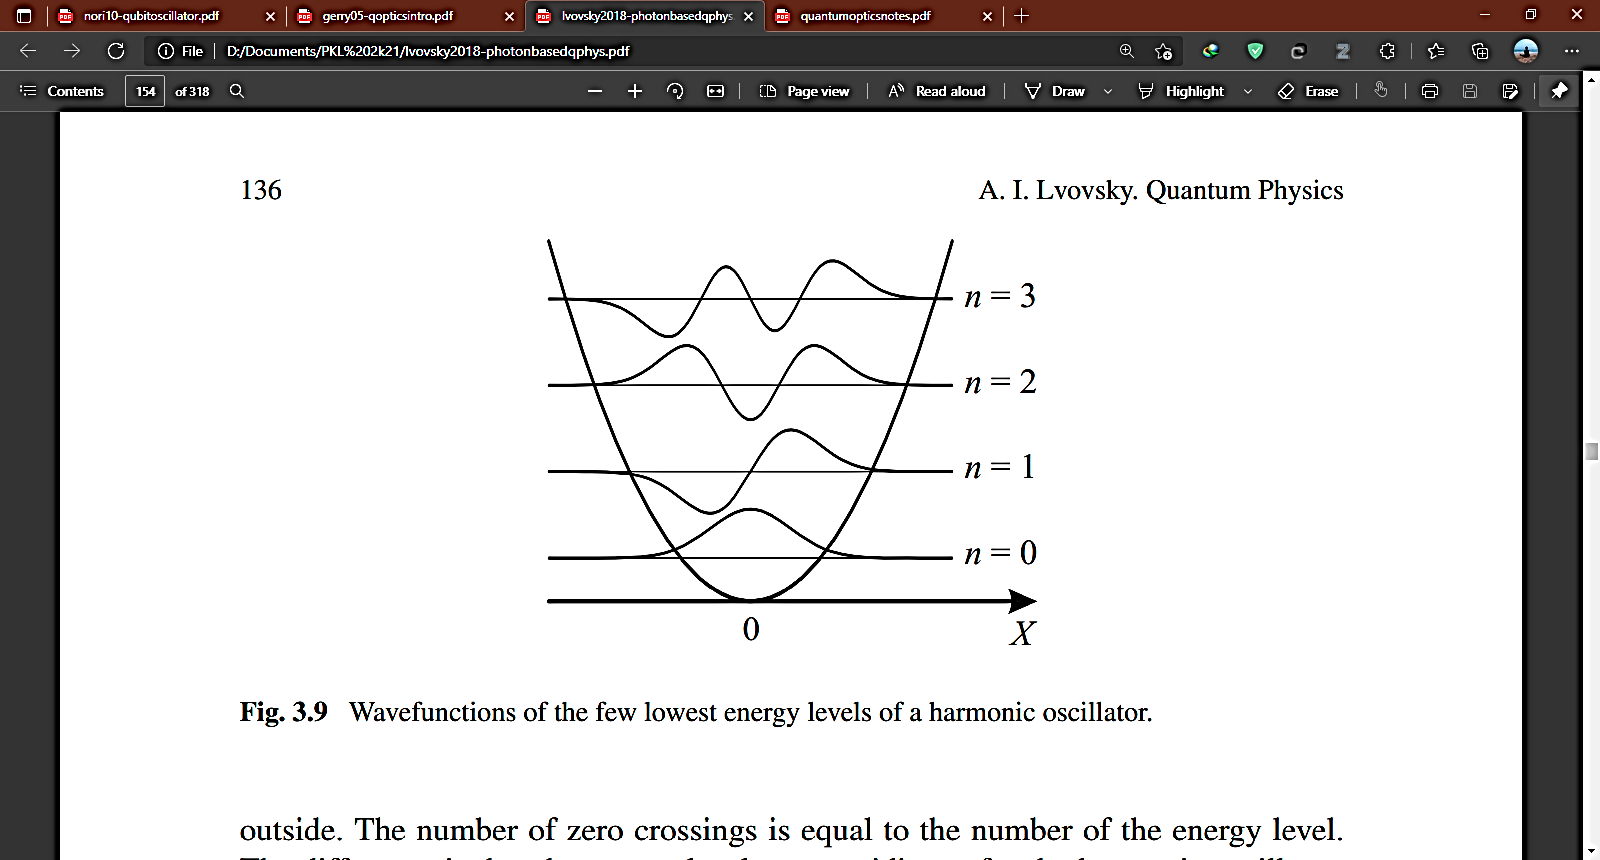 nori10-qubitoscillator.pdf
gerry05-qopticsintro.pdf
lvovsky2018-photonbasedqphys
quantumopticsnotes.pdf
File
D:/Documents/PKL%202k21/lvovsky2018-photonbasedqphys.pdf
Contents
154 of 318
Page view
Read aloud
Draw
Highlight
Erase
136
A. I. Lvovsky. Quantum Physics
n = 3
n = 2
n = 1
n = 0
0
X
Fig. 3.9 Wavefunctions of the few lowest energy levels of a harmonic oscillator.
outside. The number of zero crossings is equal to the number of the energy level.